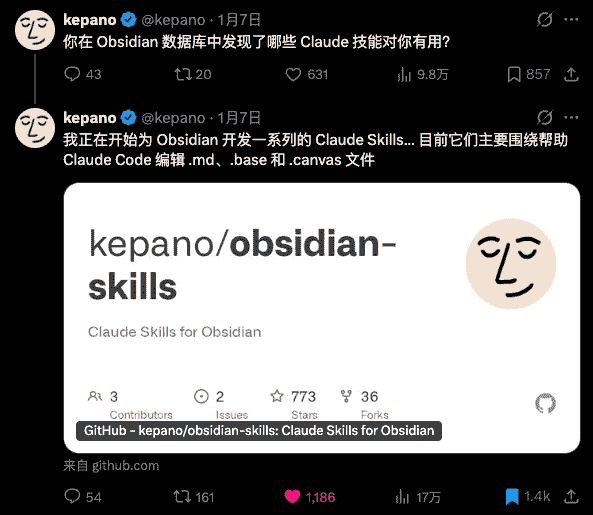 kepano @kepano · 1月7日
你在 Obsidian 数据库中发现了哪些 Claude 技能对你有用？
43 20 631 9.8万 857
kepano @kepano · 1月7日
我正在开始为 Obsidian 开发一系列的 Claude Skills... 目前它们主要围绕帮助
Claude Code 编辑 .md、.base 和 .canvas 文件
kepano/obsidian-
skills
Claude Skills for Obsidian
3 2 773 36
Contributors Issues Stars Forks
GitHub - kepano/obsidian-skills: Claude Skills for Obsidian
来自 github.com
54 161 1,186 17万 1.4k